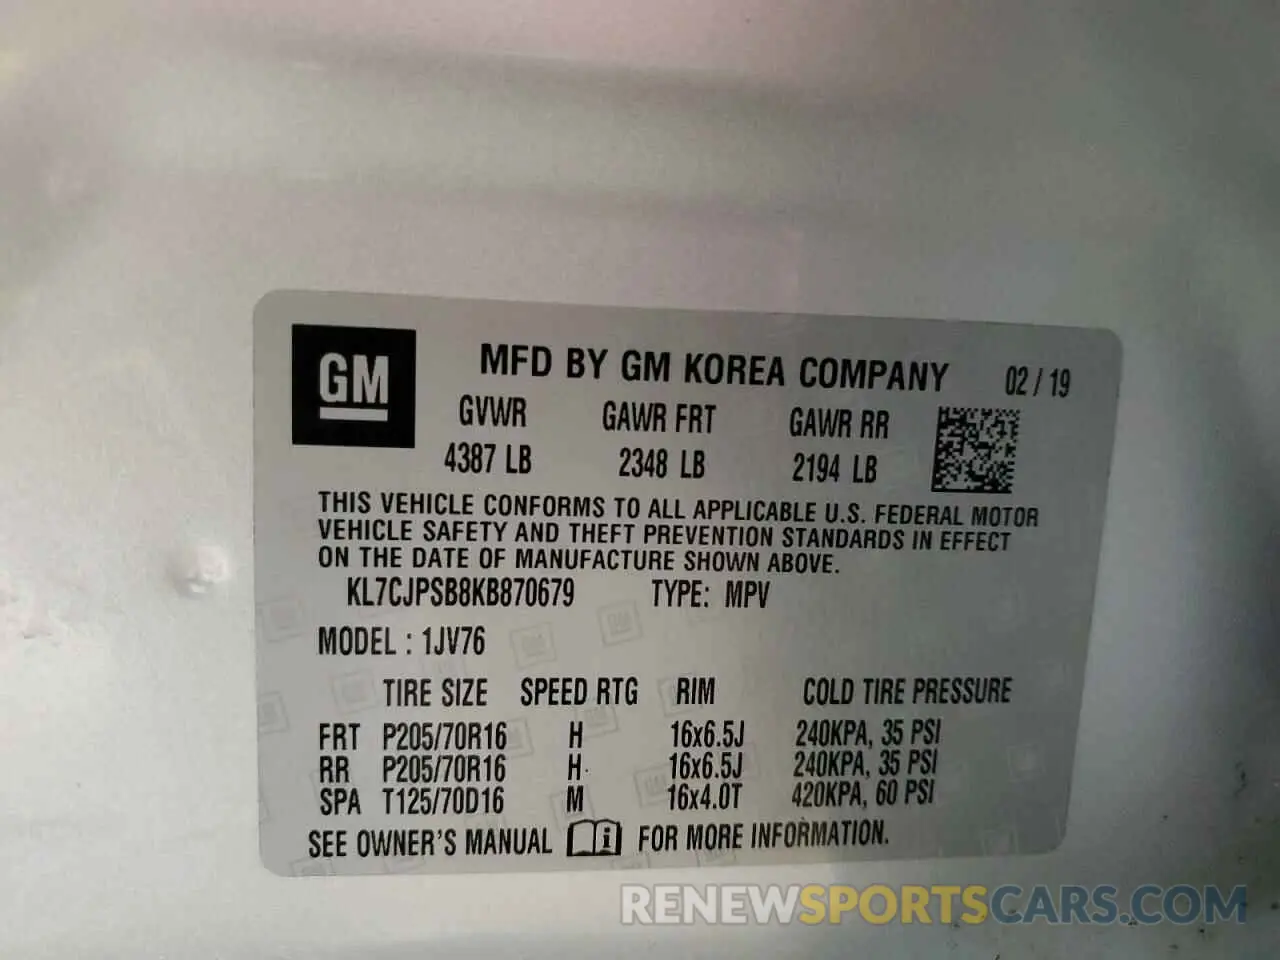 GM
MFD BY GM KOREA COMPANY 02 / 19
GVWR GAWR FRT GAWR RR
4387 LB 2348 LB 2194 LB
THIS VEHICLE CONFORMS TO ALL APPLICABLE U.S. FEDERAL MOTOR
VEHICLE SAFETY AND THEFT PREVENTION STANDARDS IN EFFECT
ON THE DATE OF MANUFACTURE SHOWN ABOVE.
KL7CJPSB8KB870679 TYPE: MPV
MODEL : 1JV76
TIRE SIZE SPEED RTG RIM COLD TIRE PRESSURE
FRT P205/70R16 H 16x6.5J 240KPA, 35 PSI
RR P205/70R16 H 16x6.5J 240KPA, 35 PSI
SPA T125/70D16 M 16x4.0T 420KPA, 60 PSI
SEE OWNER'S MANUAL i FOR MORE INFORMATION.
RENEWSPORTSCARS.COM